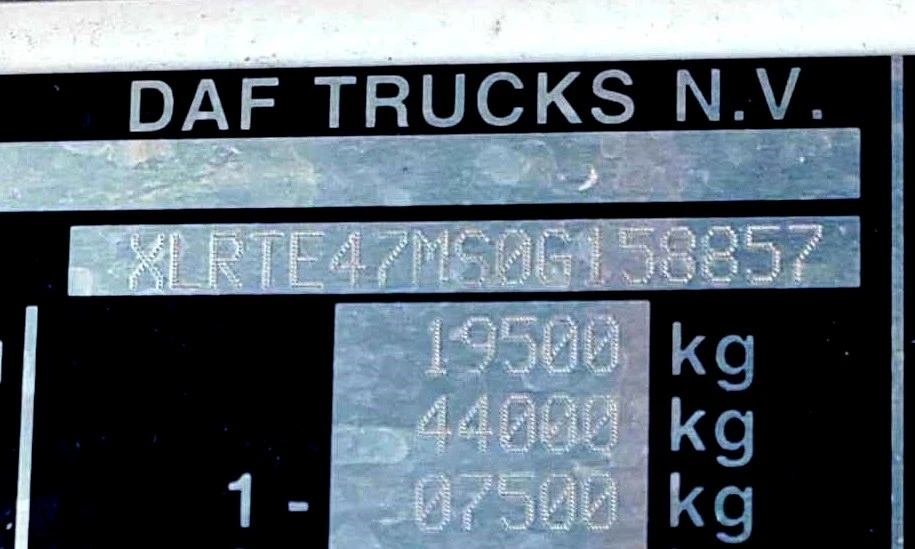 DAF TRUCKS N.V.
XLRTE47MS0G158857
19500 kg
44000 kg
1 - 07500 kg